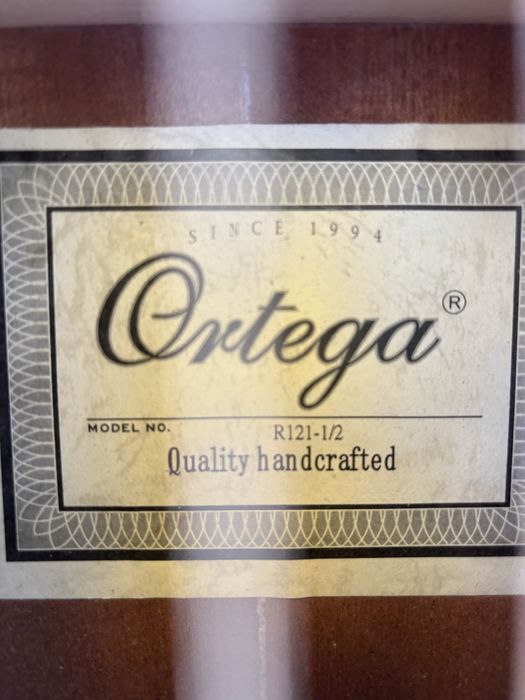 SINCE 1994
Ortega®
MODEL NO. R121-1/2
Quality handcrafted